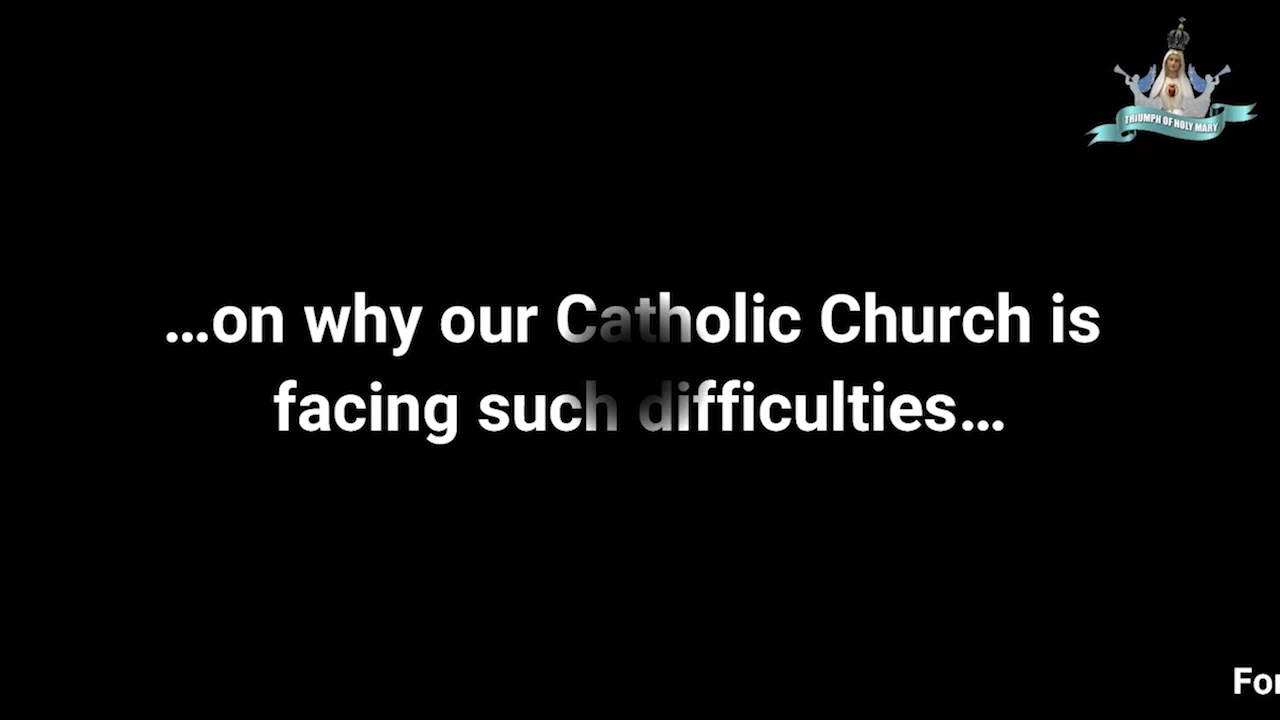 TRIUMPH OF HOLY MARY
…on why our Catholic Church is
facing such difficulties…